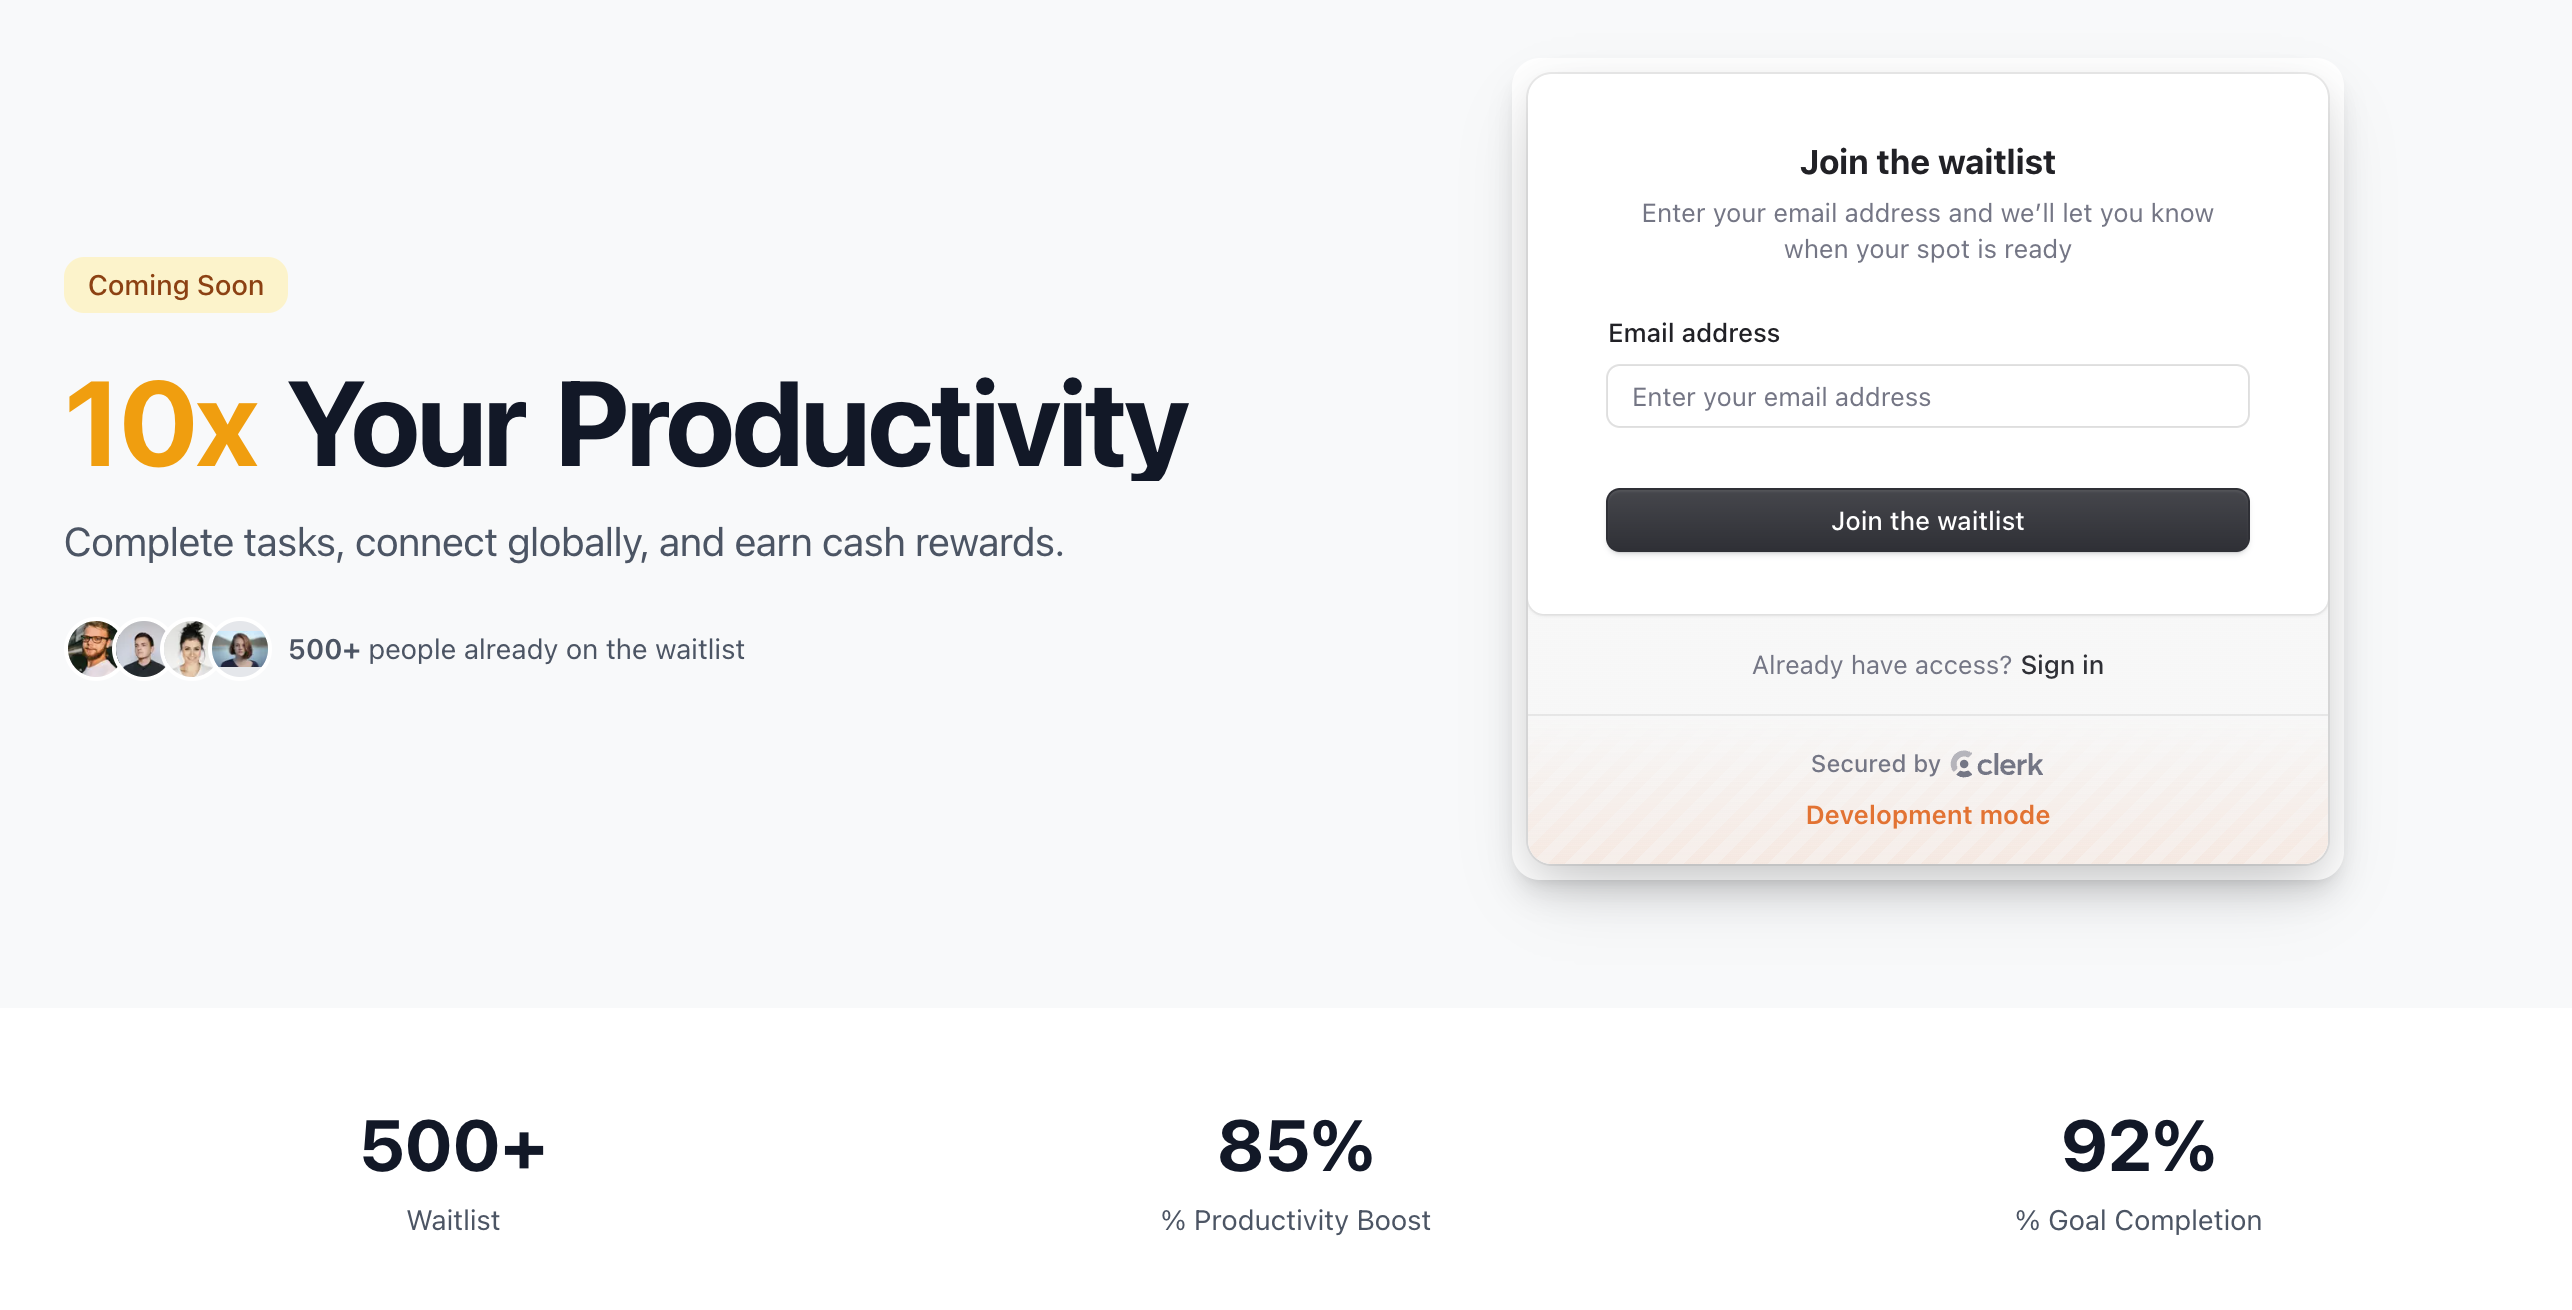 Coming Soon
10x Your Productivity
Complete tasks, connect globally, and earn cash rewards.
500+ people already on the waitlist
Join the waitlist
Enter your email address and we’ll let you know
when your spot is ready
Email address
Enter your email address
Join the waitlist
Already have access? Sign in
Secured by clerk
Development mode
500+
Waitlist
85%
% Productivity Boost
92%
% Goal Completion